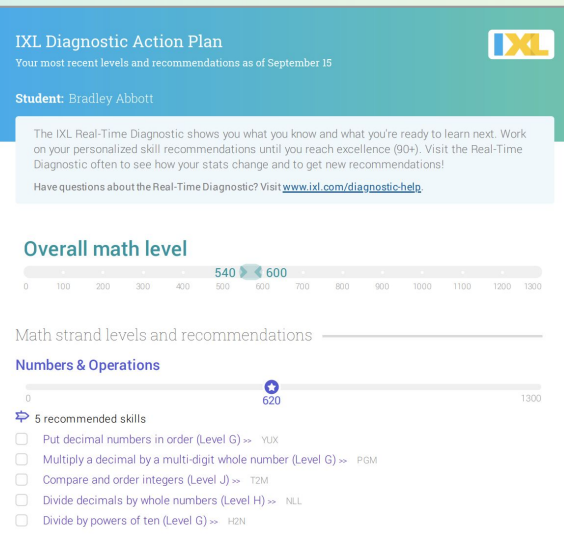 IXL Diagnostic Action Plan
IXL
Your most recent levels and recommendations as of September 15
Student: Bradley Abbott
The IXL Real-Time Diagnostic shows you what you know and what you're ready to learn next. Work
on your personalized skill recommendations until you reach excellence (90+). Visit the Real-Time
Diagnostic often to see how your stats change and to get new recommendations!
Have questions about the Real-Time Diagnostic? Visit www.ixl.com/diagnostic-help.
Overall math level
540 600
0 100 200 300 400 500 600 700 800 900 1000 1100 1200 1300
Math strand levels and recommendations
Numbers & Operations
0 620 1300
5 recommended skills
Put decimal numbers in order (Level G) >> YUX
Multiply a decimal by a multi-digit whole number (Level G) >> PGM
Compare and order integers (Level J) >> T2M
Divide decimals by whole numbers (Level H) >> NLL
Divide by powers of ten (Level G) >> H2N